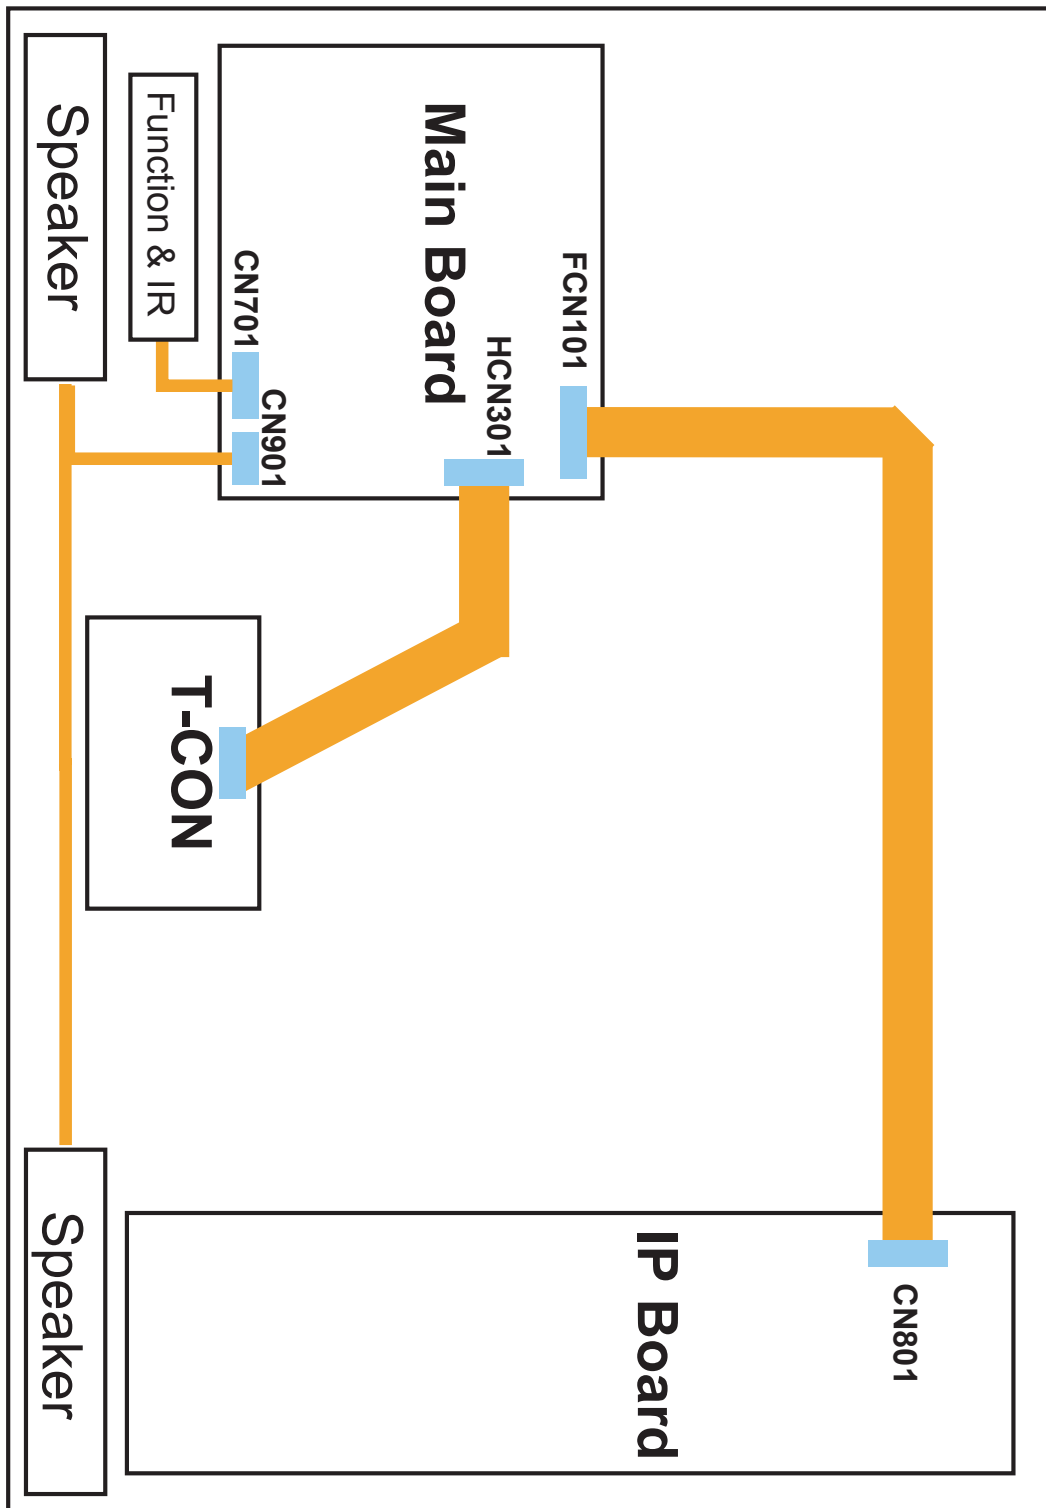 Main Board
FCN101
HCN301
CN701
CN901
Function & IR
Speaker
T-CON
IP Board
CN801
Speaker